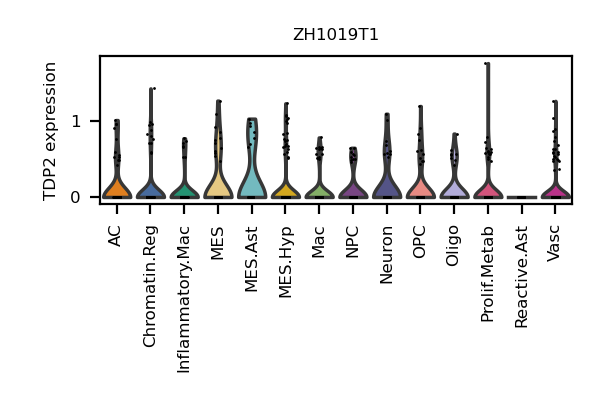 ZH1019T1
TDP2 expression
1
0
AC
Chromatin.Reg
Inflammatory.Mac
MES
MES.Ast
MES.Hyp
Mac
NPC
Neuron
OPC
Oligo
Prolif.Metab
Reactive.Ast
Vasc